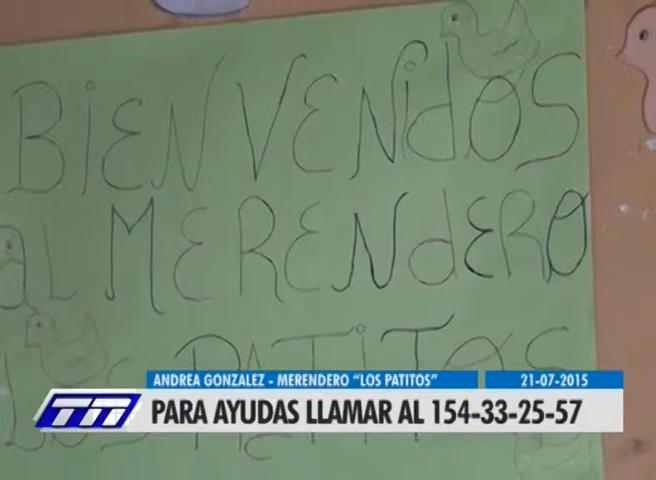 BIENVENIDOS
AL MERENDERO
LOS PATITOS
ANDREA GONZALEZ - MERENDERO "LOS PATITOS"
21-07-2015
PARA AYUDAS LLAMAR AL 154-33-25-57